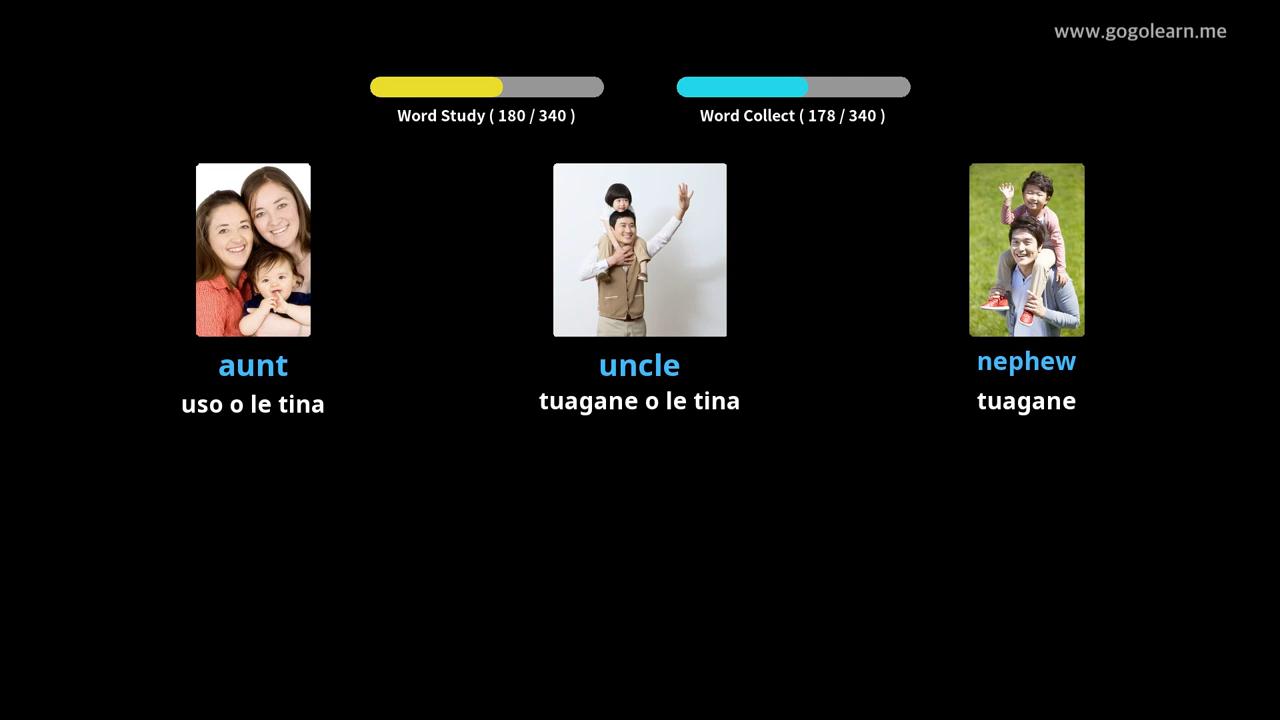 www.gogolearn.me
Word Study ( 180 / 340 )
Word Collect ( 178 / 340 )
aunt
uso o le tina
uncle
tuagane o le tina
nephew
tuagane